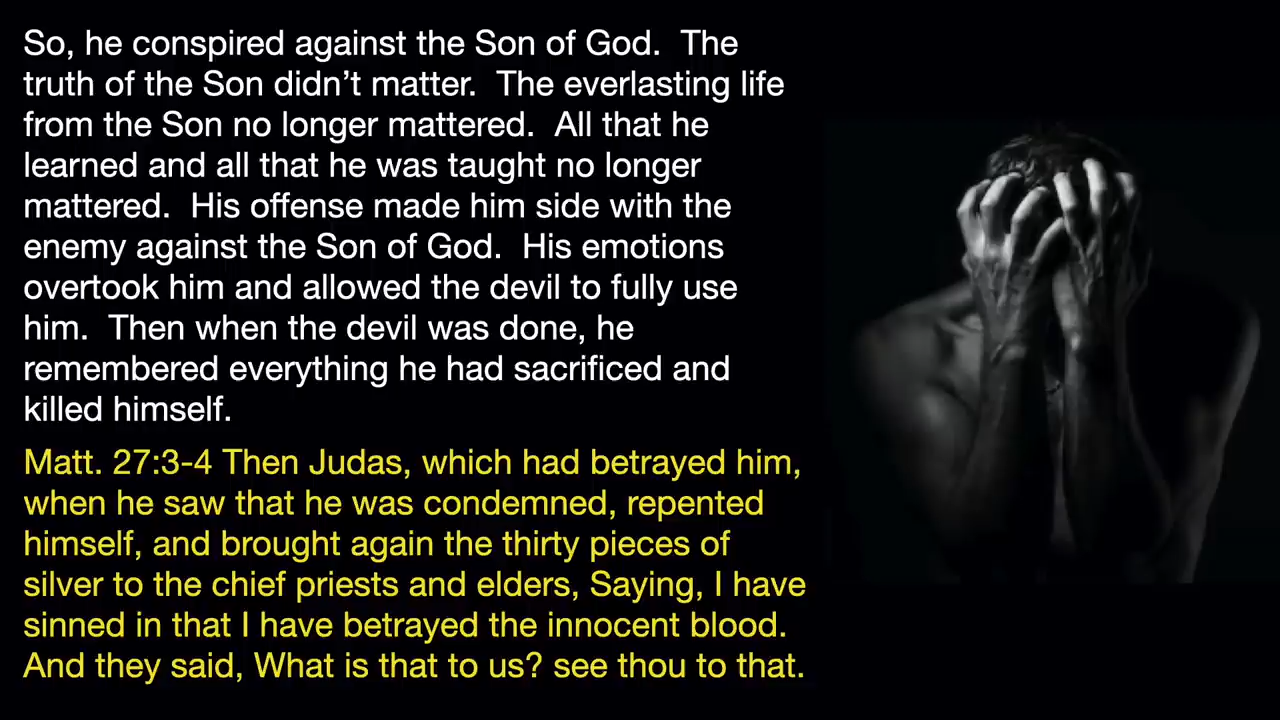 So, he conspired against the Son of God.  The
truth of the Son didn’t matter.  The everlasting life
from the Son no longer mattered.  All that he
learned and all that he was taught no longer
mattered.  His offense made him side with the
enemy against the Son of God.  His emotions
overtook him and allowed the devil to fully use
him.  Then when the devil was done, he
remembered everything he had sacrificed and
killed himself.
Matt. 27:3-4 Then Judas, which had betrayed him,
when he saw that he was condemned, repented
himself, and brought again the thirty pieces of
silver to the chief priests and elders, Saying, I have
sinned in that I have betrayed the innocent blood.
And they said, What is that to us? see thou to that.